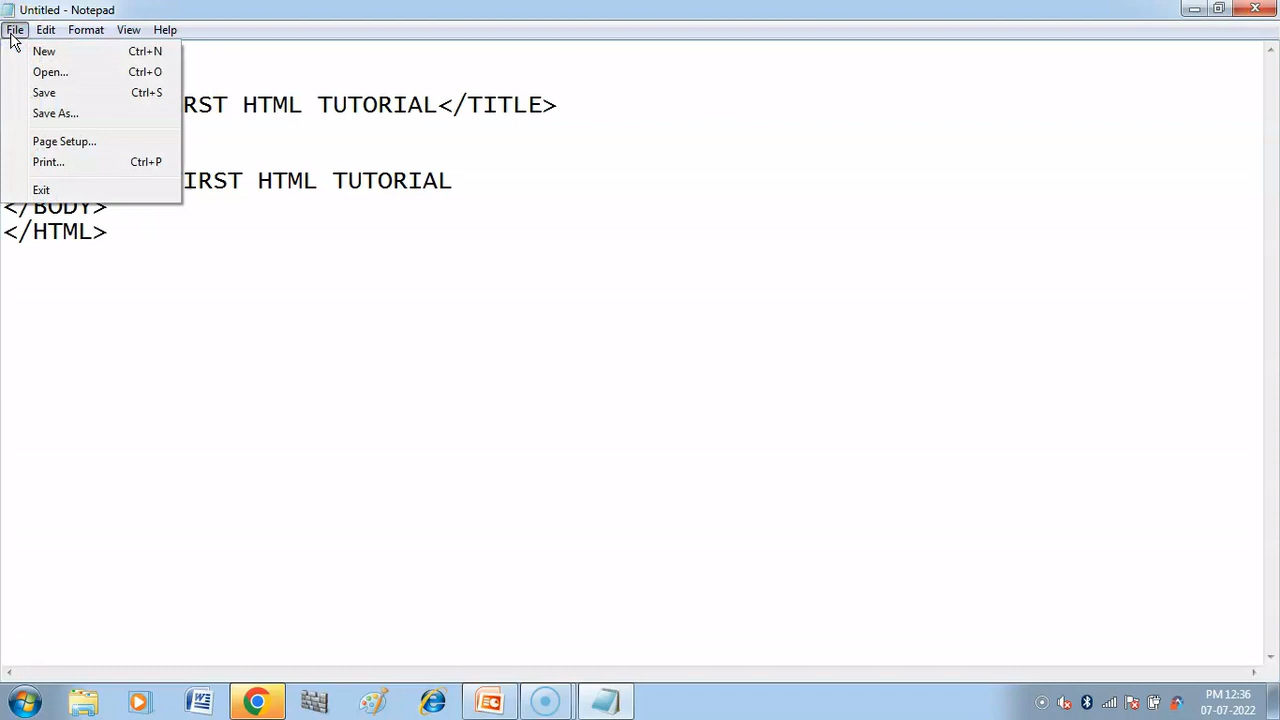 Untitled - Notepad
File Edit Format View Help
New Ctrl+N
Open... Ctrl+O
Save Ctrl+S
Save As...
Page Setup...
Print... Ctrl+P
Exit
RST HTML TUTORIAL</TITLE>
IRST HTML TUTORIAL
</BODY>
</HTML>
PM 12:36
07-07-2022